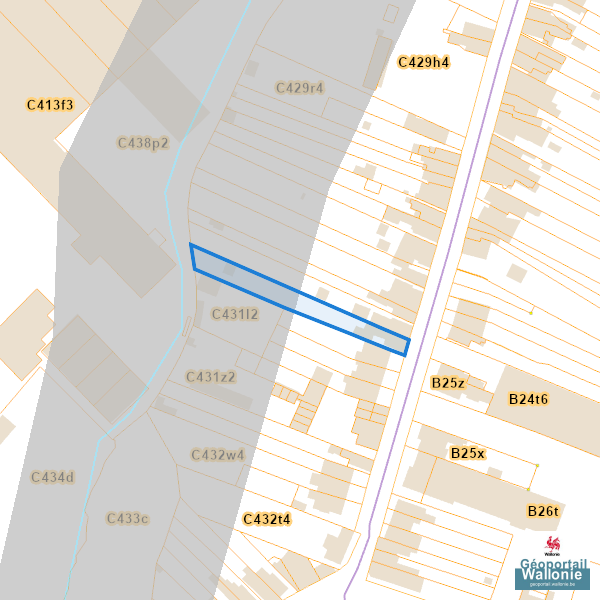 C429h4
C429r4
C413f3
C438p2
C431l2
C431z2
B25z
B24t6
C432w4
B25x
C434d
C433c
C432t4
B26t
Wallonie
Géoportail
Wallonie
geoportail.wallonie.be